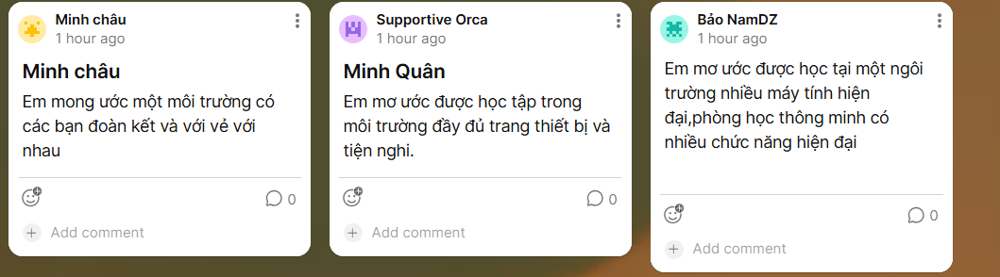 Minh châu
1 hour ago
Minh châu
Em mong ước một môi trường có
các bạn đoàn kết và với vẻ với
nhau
0
Add comment
Supportive Orca
1 hour ago
Minh Quân
Em mơ ước được học tập trong
môi trường đầy đủ trang thiết bị và
tiện nghi.
0
Add comment
Bảo NamDZ
1 hour ago
Em mơ ước được học tại một ngôi
trường nhiều máy tính hiện
đại,phòng học thông minh có
nhiều chức năng hiện đại
0
Add comment